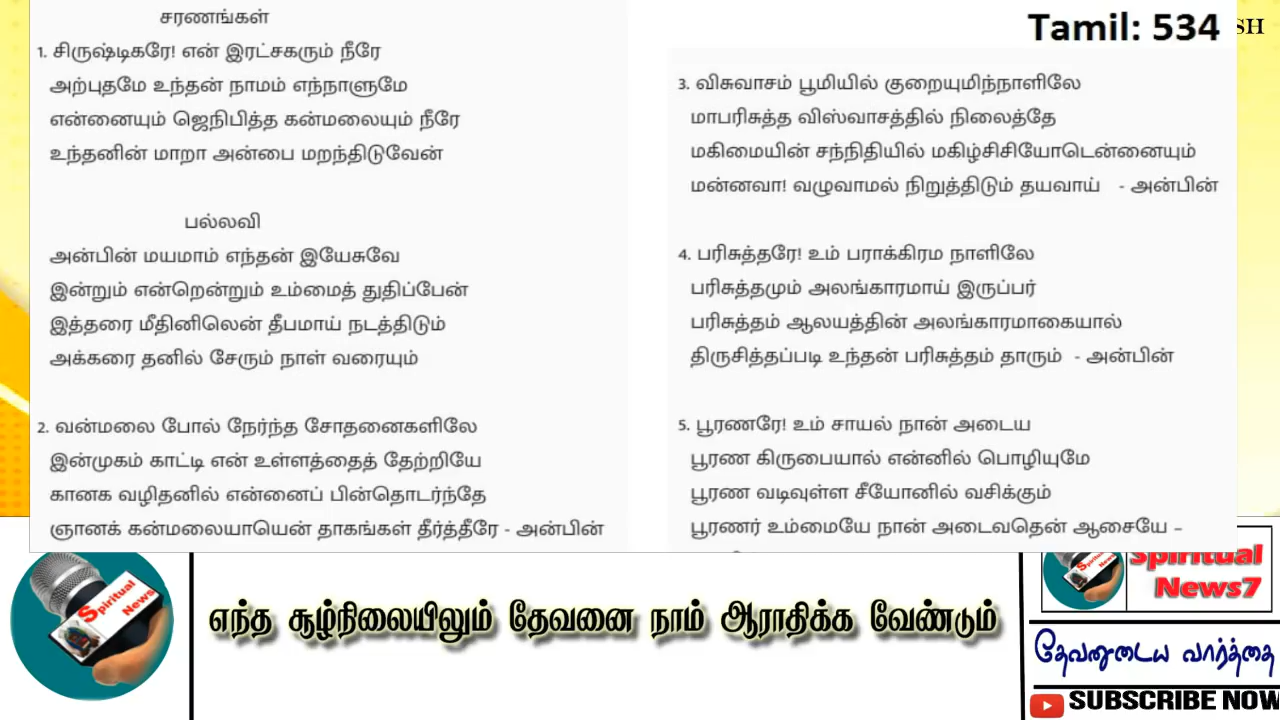 சரணங்கள்
1. சிருஷ்டிகரே! என் இரட்சகரும் நீரே
அற்புதமே உந்தன் நாமம் எந்நாளுமே
என்னையும் ஜெநிபித்த கன்மலையும் நீரே
உந்தனின் மாறா அன்பை மறந்திடுவேன்
பல்லவி
அன்பின் மயமாம் எந்தன் இயேசுவே
இன்றும் என்றென்றும் உம்மைத் துதிப்பேன்
இத்தரை மீதினிலென் தீபமாய் நடத்திடும்
அக்கரை தனில் சேரும் நாள் வரையும்
2. வன்மலை போல் நேர்ந்த சோதனைகளிலே
இன்முகம் காட்டி என் உள்ளத்தைத் தேற்றியே
கானக வழிதனில் என்னைப் பின்தொடர்ந்தே
ஞானக் கன்மலையாயென் தாகங்கள் தீர்த்தீரே - அன்பின்
Tamil: 534
SH
3. விசுவாசம் பூமியில் குறையுமிந்நாளிலே
மாபரிசுத்த விஸ்வாசத்தில் நிலைத்தே
மகிமையின் சந்நிதியில் மகிழ்சிசியோடென்னையும்
மன்னவா! வழுவாமல் நிறுத்திடும் தயவாய் - அன்பின்
4. பரிசுத்தரே! உம் பராக்கிரம நாளிலே
பரிசுத்தமும் அலங்காரமாய் இருப்பர்
பரிசுத்தம் ஆலயத்தின் அலங்காரமாகையால்
திருசித்தப்படி உந்தன் பரிசுத்தம் தாரும் - அன்பின்
5. பூரணரே! உம் சாயல் நான் அடைய
பூரண கிருபையால் என்னில் பொழியுமே
பூரண வடிவுள்ள சீயோனில் வசிக்கும்
பூரணர் உம்மையே நான் அடைவதென் ஆசையே –
Spiritual
News
எந்த சூழ்நிலையிலும் தேவனை நாம் ஆராதிக்க வேண்டும்
Spiritual
News7
தேவனுடைய வார்த்தை
SUBSCRIBE NOW